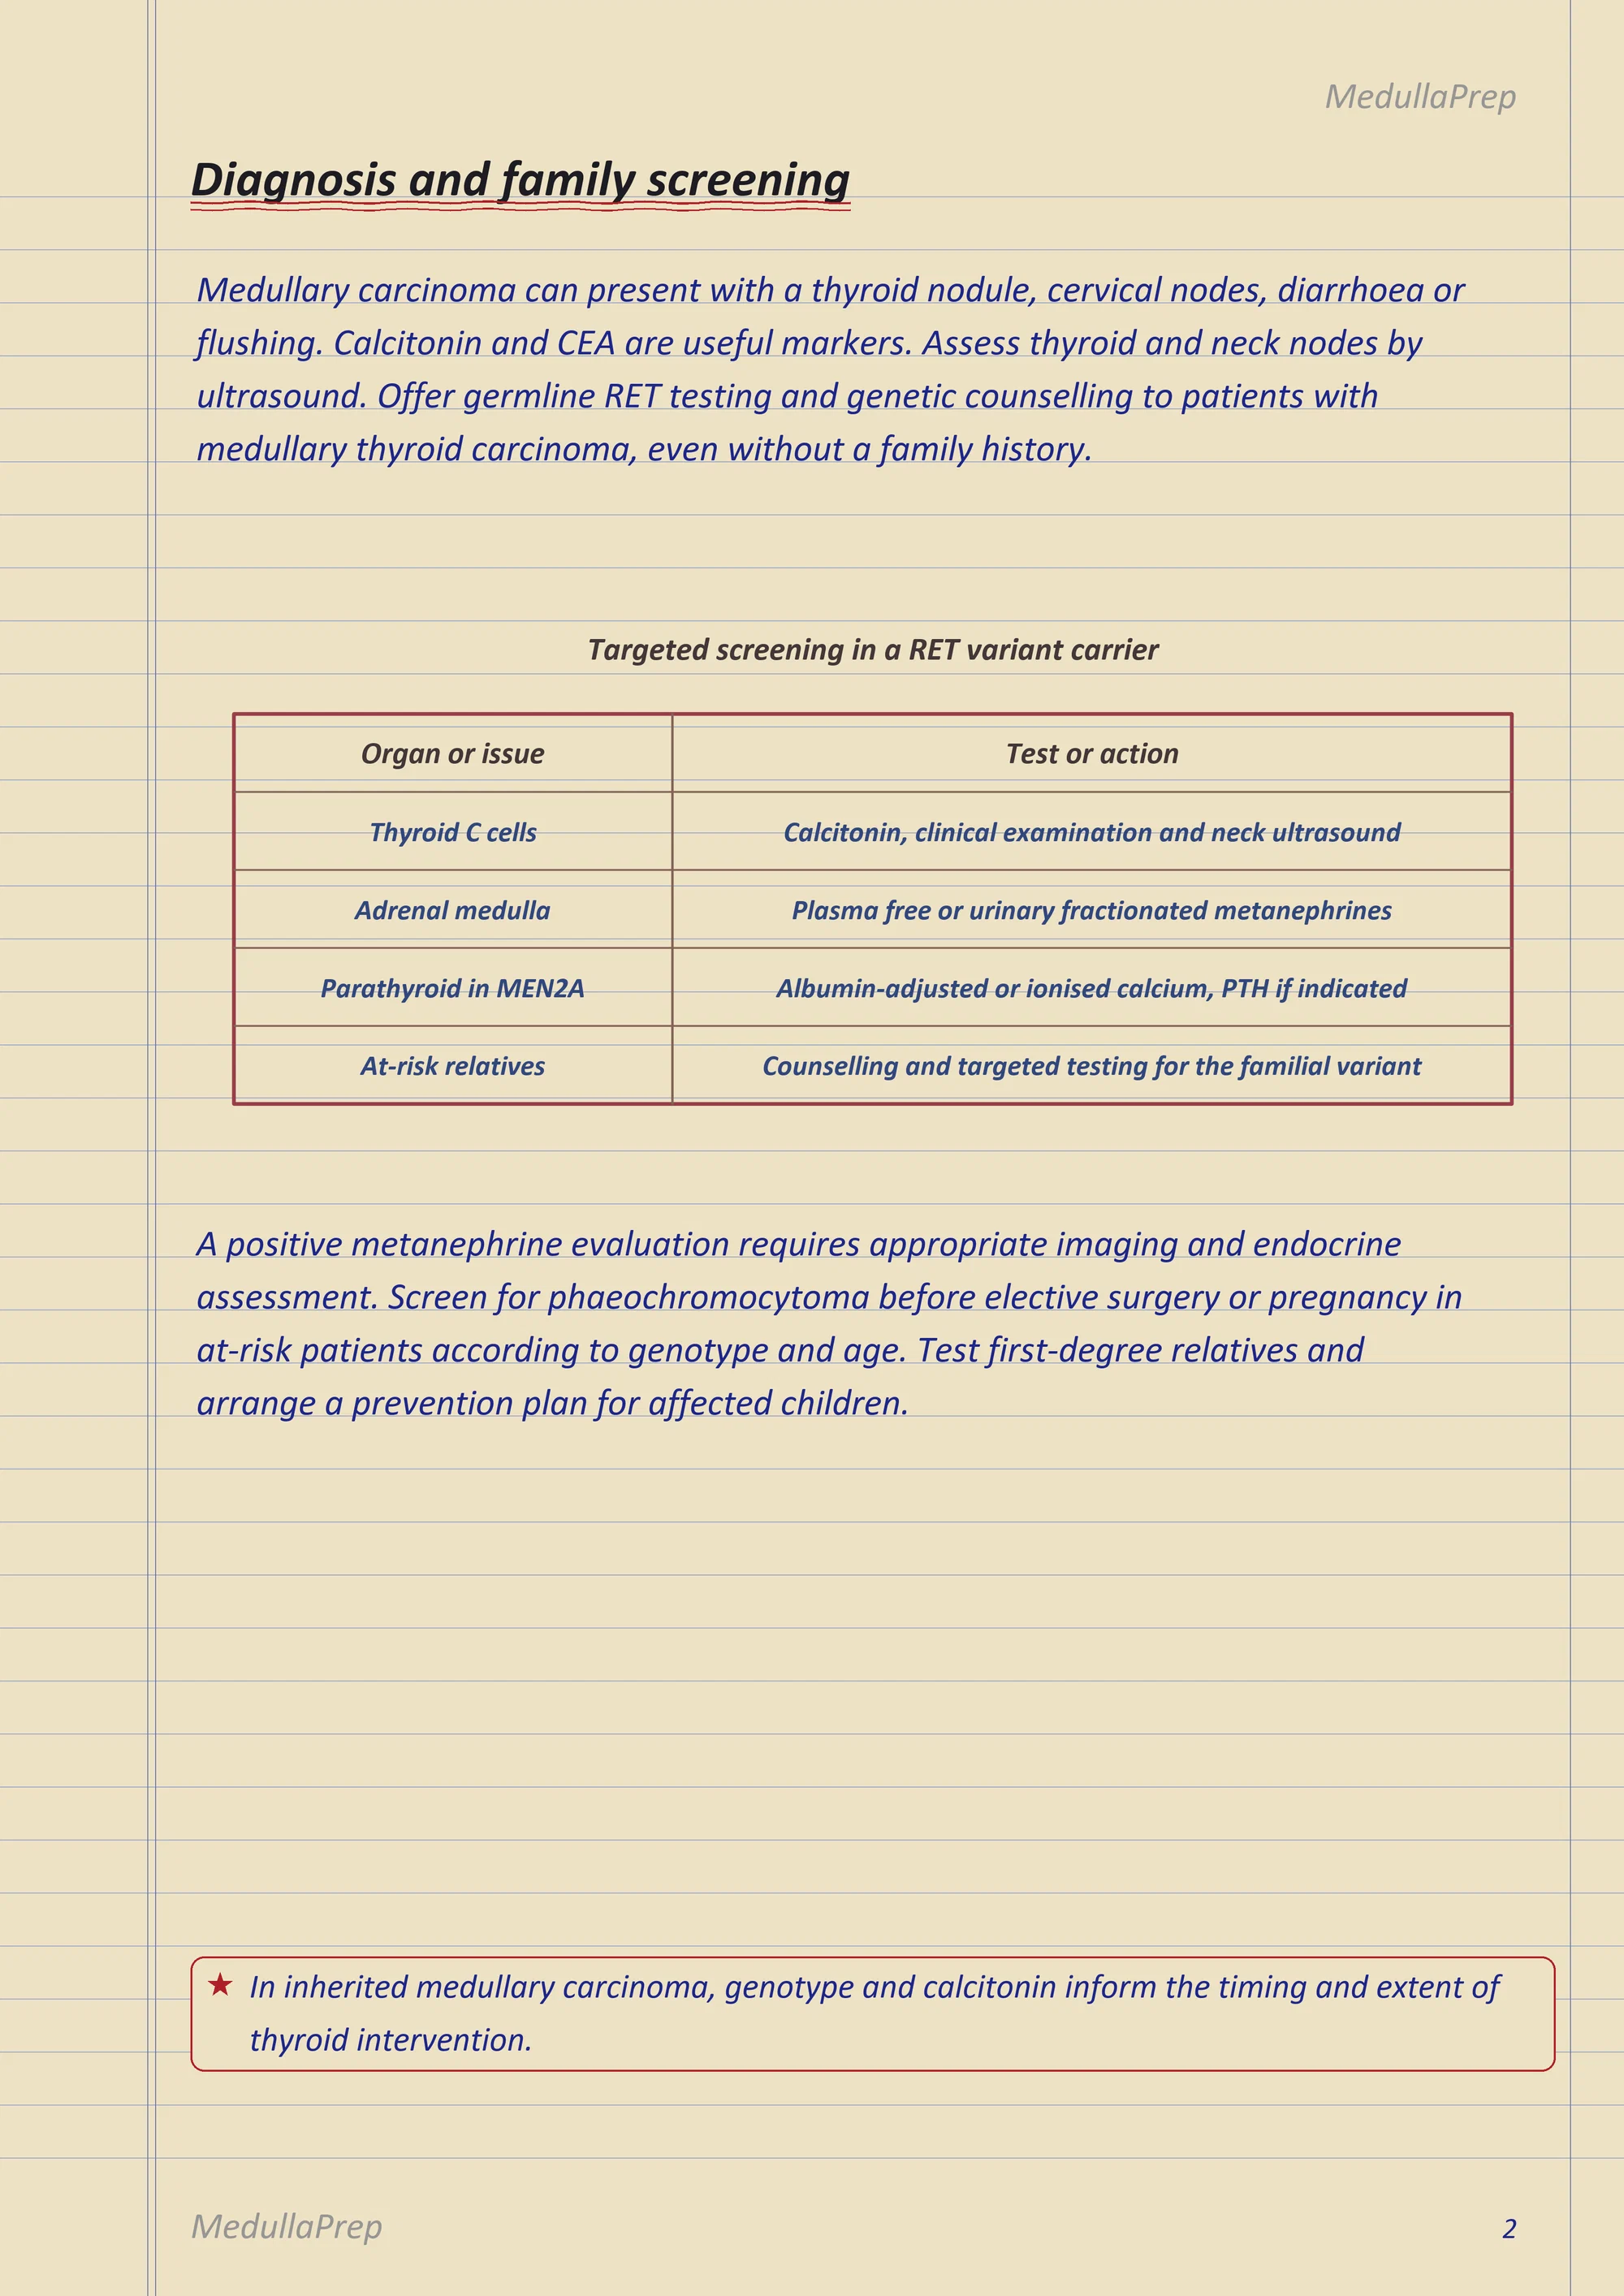 MedullaPrep
Diagnosis and family screening
Medullary carcinoma can present with a thyroid nodule, cervical nodes, diarrhoea or
flushing. Calcitonin and CEA are useful markers. Assess thyroid and neck nodes by
ultrasound. Offer germline RET testing and genetic counselling to patients with
medullary thyroid carcinoma, even without a family history.
Targeted screening in a RET variant carrier
Organ or issue Test or action
Thyroid C cells Calcitonin, clinical examination and neck ultrasound
Adrenal medulla Plasma free or urinary fractionated metanephrines
Parathyroid in MEN2A Albumin-adjusted or ionised calcium, PTH if indicated
At-risk relatives Counselling and targeted testing for the familial variant
A positive metanephrine evaluation requires appropriate imaging and endocrine
assessment. Screen for phaeochromocytoma before elective surgery or pregnancy in
at-risk patients according to genotype and age. Test first-degree relatives and
arrange a prevention plan for affected children.
★ In inherited medullary carcinoma, genotype and calcitonin inform the timing and extent of
thyroid intervention.
MedullaPrep 2